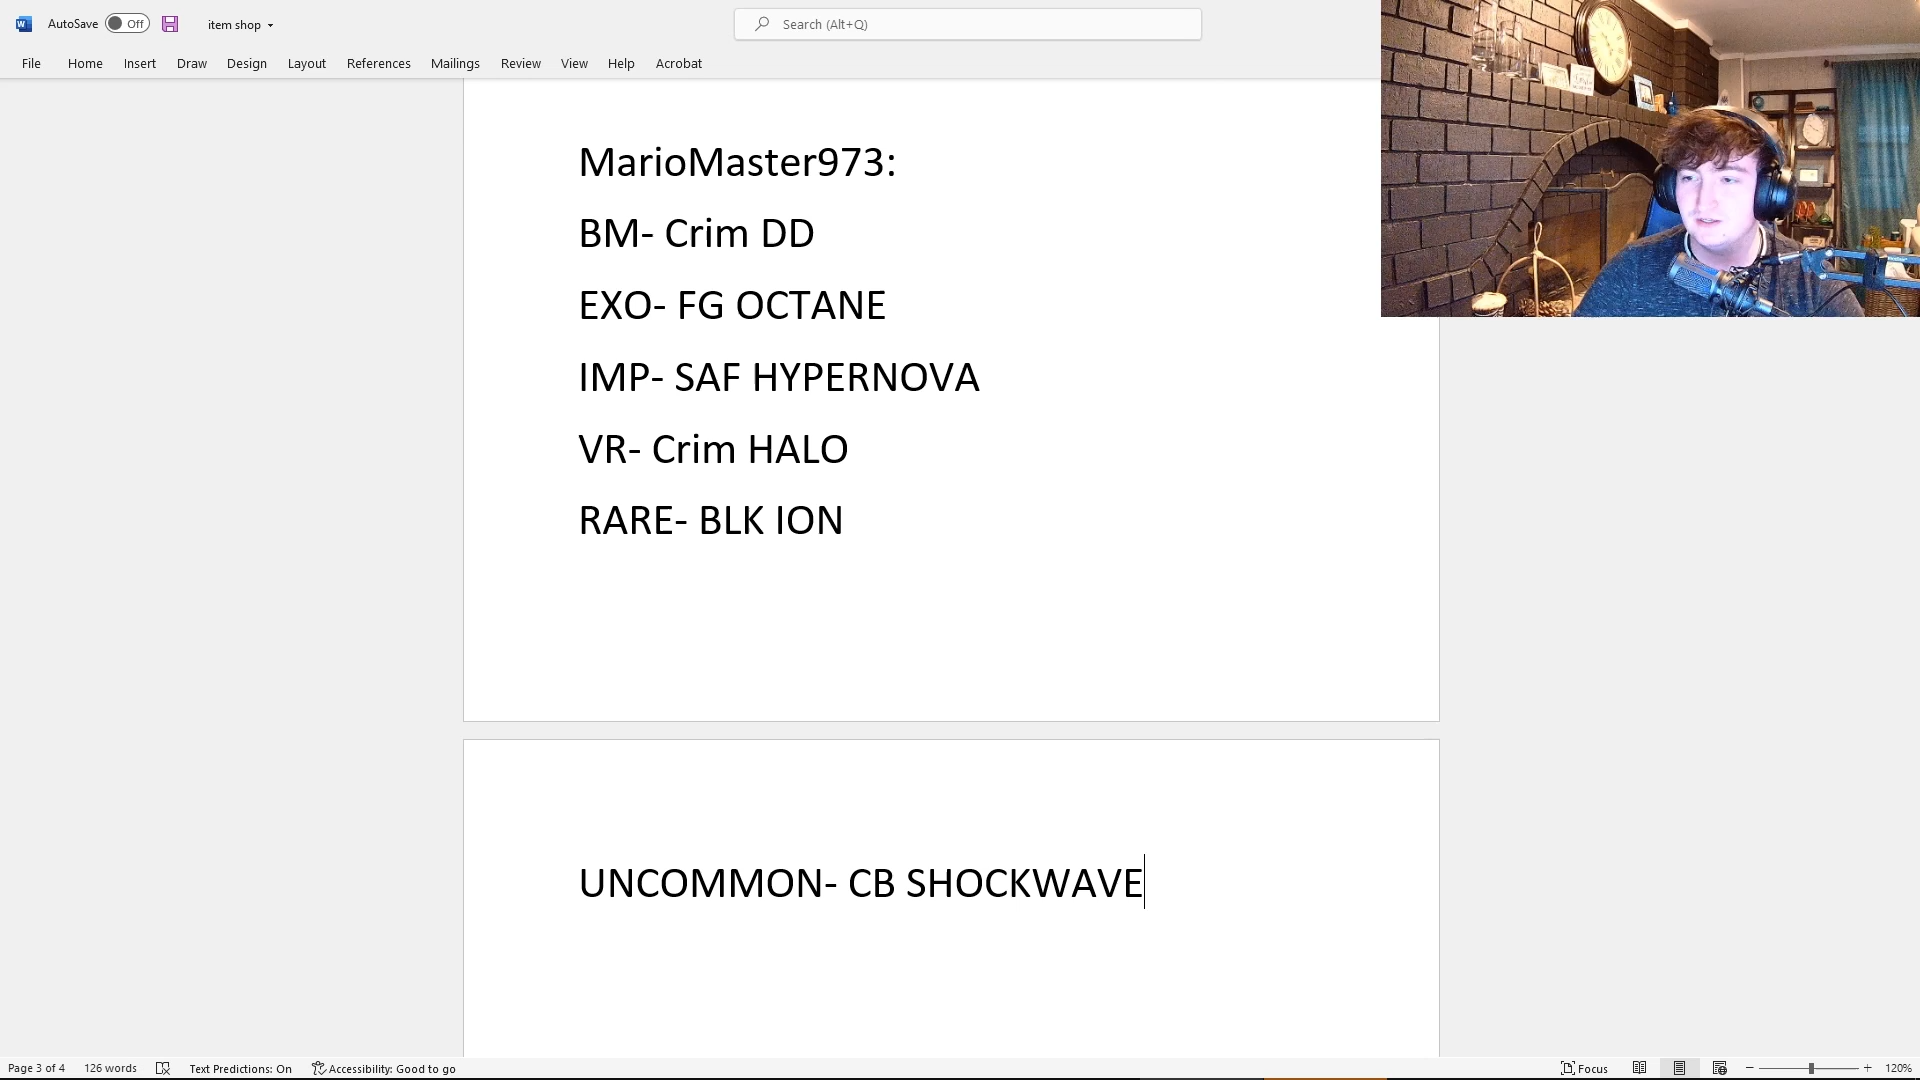 AutoSave Off item shop Search (Alt+Q)
File Home Insert Draw Design Layout References Mailings Review View Help Acrobat
MarioMaster973:
BM- Crim DD
EXO- FG OCTANE
IMP- SAF HYPERNOVA
VR- Crim HALO
RARE- BLK ION
UNCOMMON- CB SHOCKWAVE
Page 3 of 4 126 words Text Predictions: On Accessibility: Good to go Focus 120%